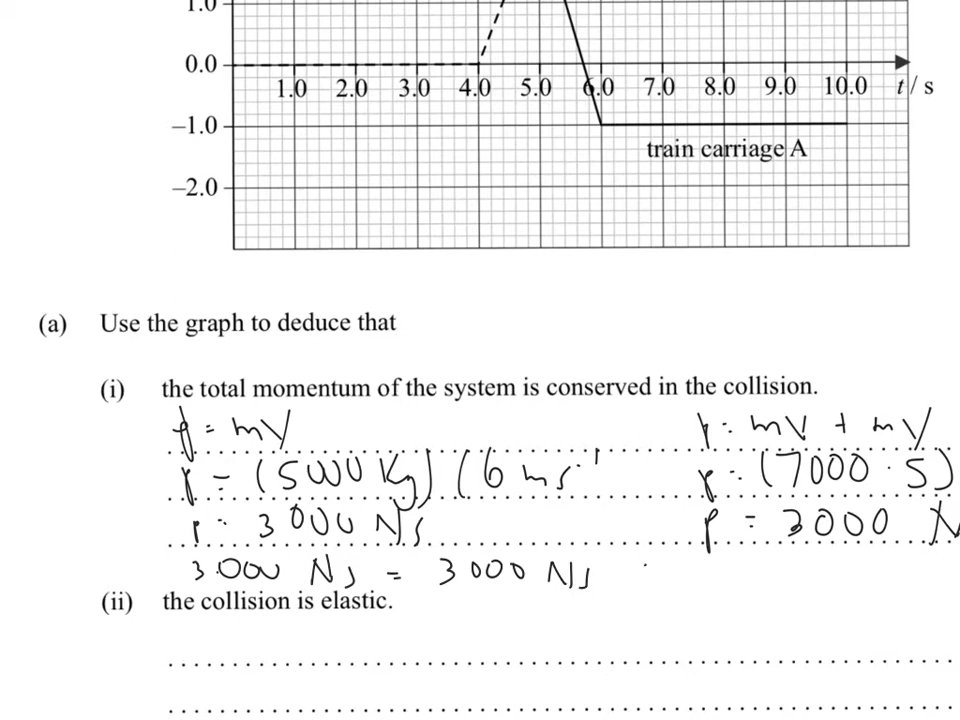 1.0
0.0
1.0 2.0 3.0 4.0 5.0 6.0 7.0 8.0 9.0 10.0 t / s
–1.0
train carriage A
–2.0
(a) Use the graph to deduce that
(i) the total momentum of the system is conserved in the collision.
p = mV p = mV + mV
p = (5000 Kg) (6 ms⁻¹ p = (7000 · 5)
p = 3000 Ns p = 3000 N
3000 Ns = 3000 Ns
(ii) the collision is elastic.